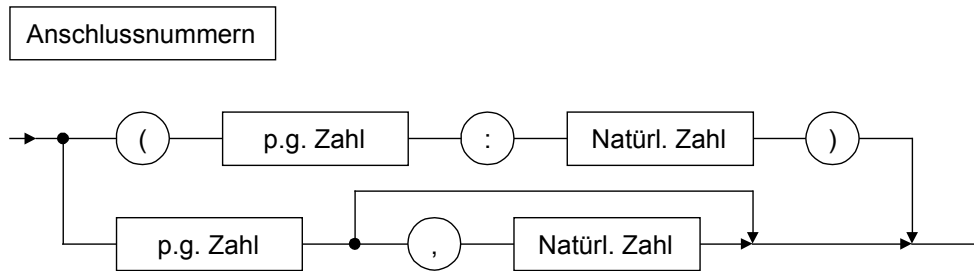 Anschlussnummern
( p.g. Zahl : Natürl. Zahl )
p.g. Zahl , Natürl. Zahl